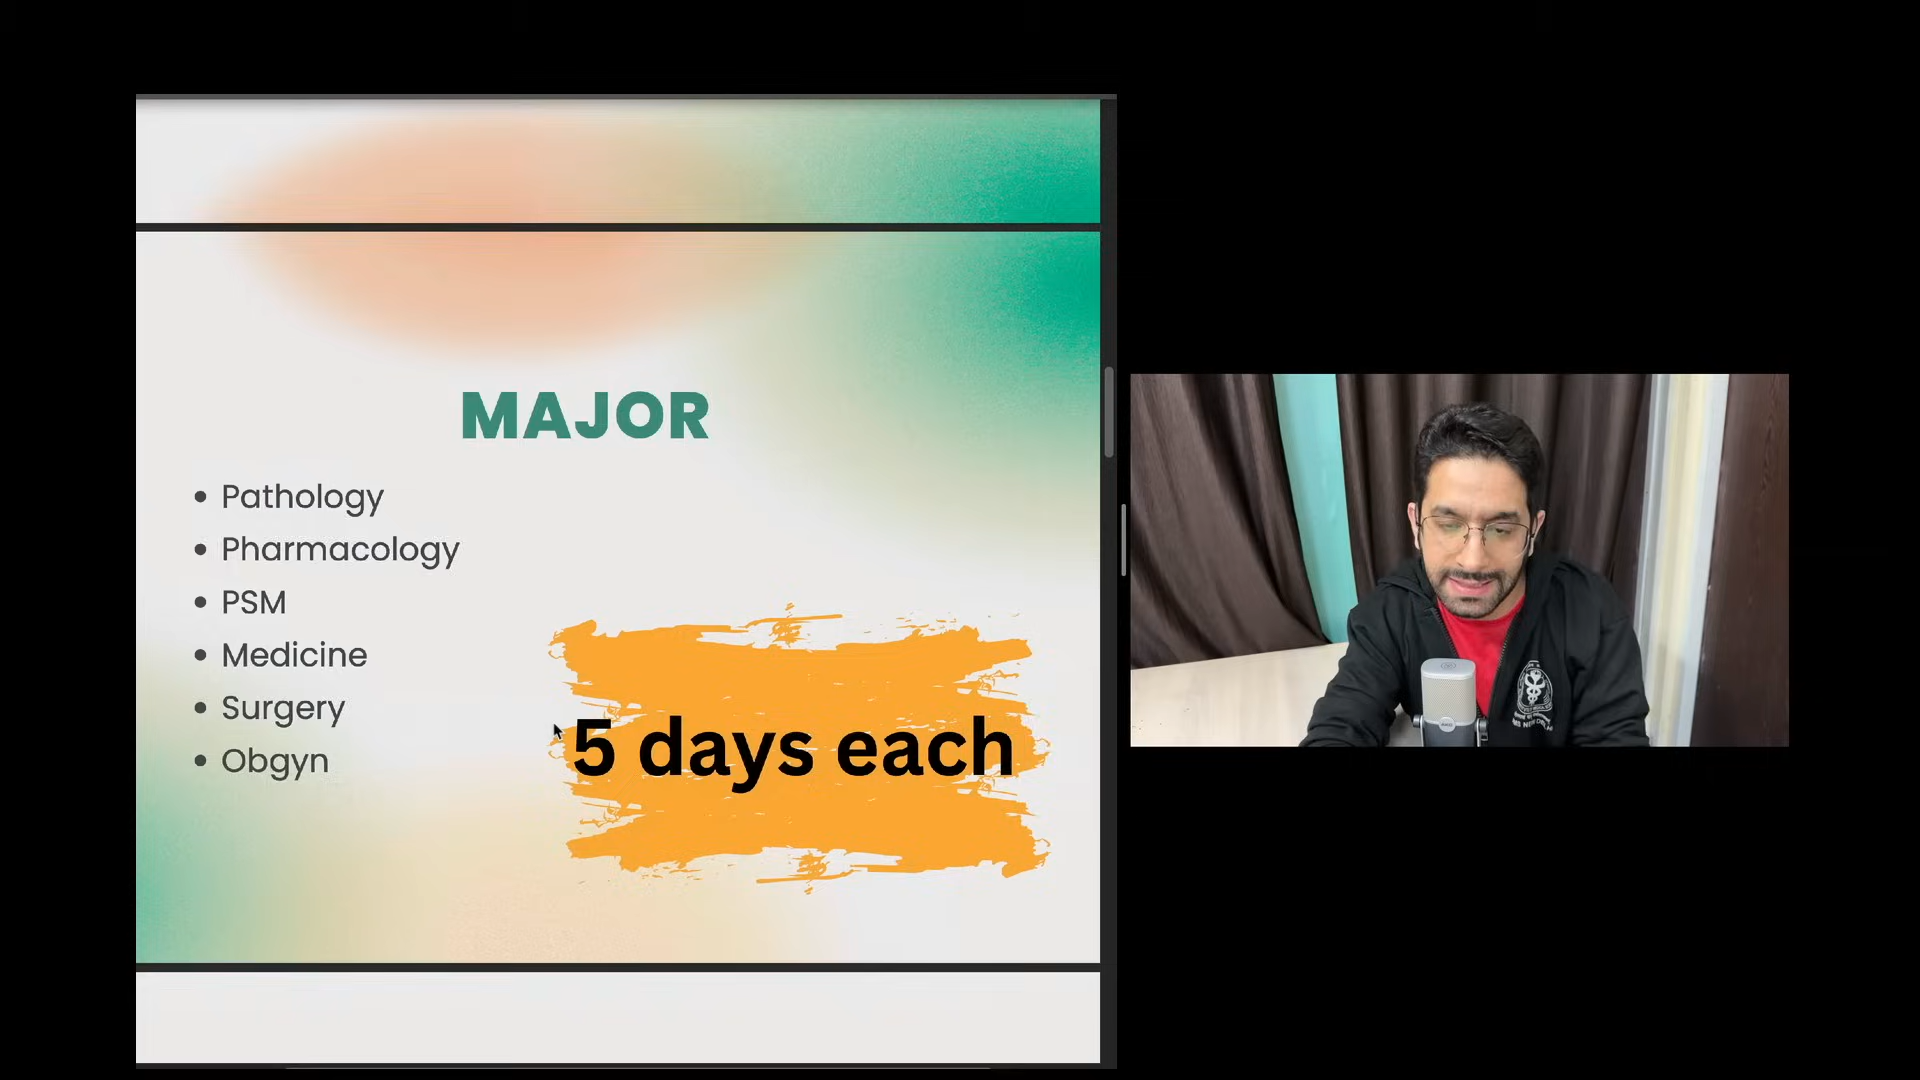 MAJOR
Pathology
Pharmacology
PSM
Medicine
Surgery
Obgyn
5 days each